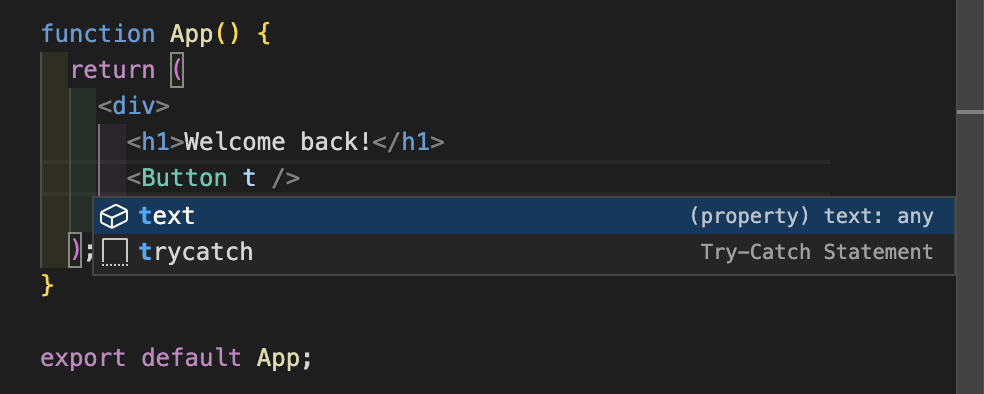 function App() {
return (
<div>
<h1>Welcome back!</h1>
<Button t />
text (property) text: any
trycatch Try-Catch Statement
);
}
export default App;